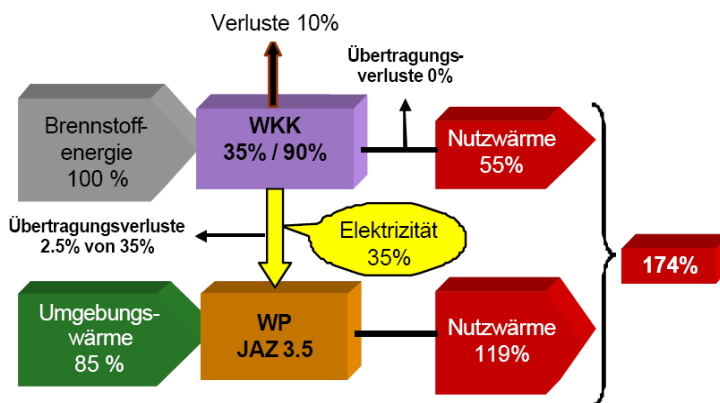 Verluste 10%
Übertragungs-
verluste 0%
Brennstoff-
energie
100 %
WKK
35% / 90%
Nutzwärme
55%
Übertragungsverluste
2.5% von 35%
Elektrizität
35%
174%
Umgebungs-
wärme
85 %
WP
JAZ 3.5
Nutzwärme
119%